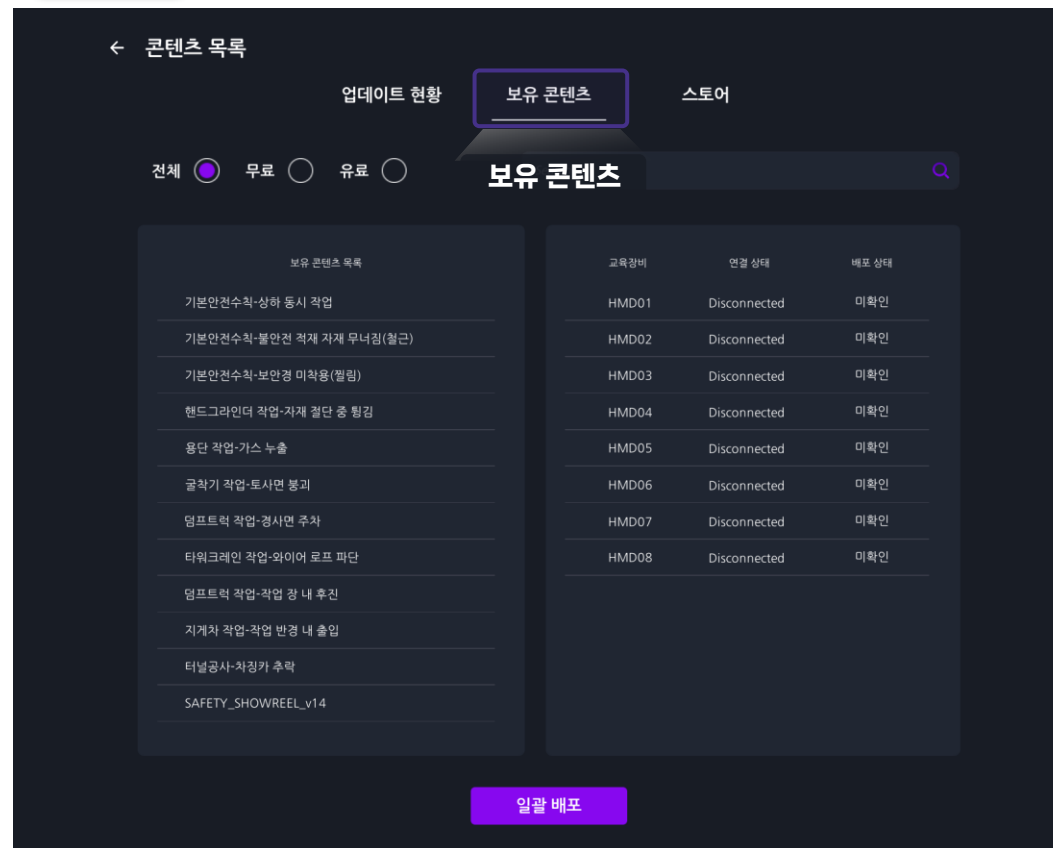 콘텐츠 목록
업데이트 현황 보유 콘텐츠 스토어
전체 무료 유료 보유 콘텐츠
보유 콘텐츠 목록
기본안전수칙-상하 동시 작업
기본안전수칙-불안전 적재 자재 무너짐(철근)
기본안전수칙-보안경 미착용(찔림)
핸드그라인더 작업-자재 절단 중 튕김
용단 작업-가스 누출
굴착기 작업-토사면 붕괴
덤프트럭 작업-경사면 주차
타워크레인 작업-와이어 로프 파단
덤프트럭 작업-작업 장 내 후진
지게차 작업-작업 반경 내 출입
터널공사-차징카 추락
SAFETY_SHOWREEL_v14
교육장비 연결 상태 배포 상태
HMD01 Disconnected 미확인
HMD02 Disconnected 미확인
HMD03 Disconnected 미확인
HMD04 Disconnected 미확인
HMD05 Disconnected 미확인
HMD06 Disconnected 미확인
HMD07 Disconnected 미확인
HMD08 Disconnected 미확인
일괄 배포